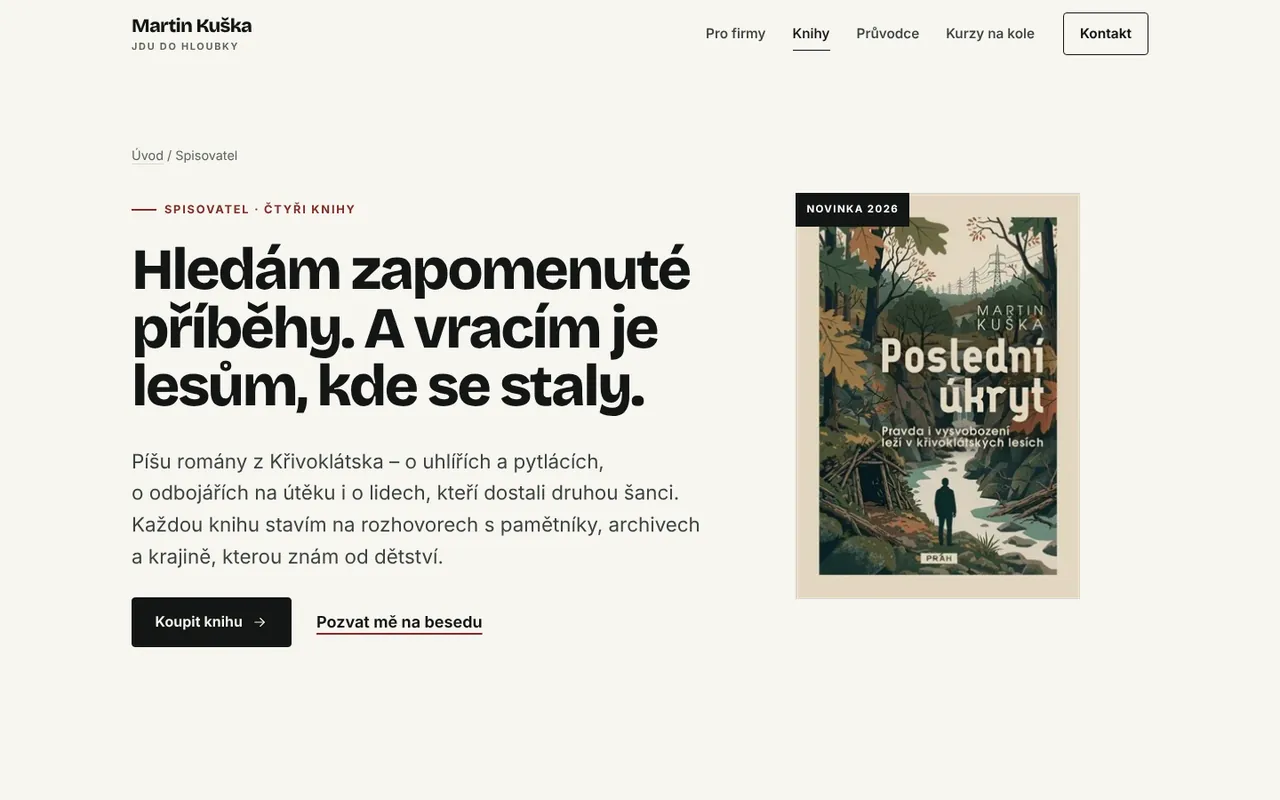 Martin Kuška
JDU DO HLOUBKY
Pro firmy
Knihy
Průvodce
Kurzy na kole
Kontakt
Úvod / Spisovatel
SPISOVATEL · ČTYŘI KNIHY
Hledám zapomenuté
příběhy. A vracím je
lesům, kde se staly.
Píšu romány z Křivoklátska – o uhlířích a pytlácích,
o odbojářích na útěku i o lidech, kteří dostali druhou šanci.
Každou knihu stavím na rozhovorech s pamětníky, archivech
a krajině, kterou znám od dětství.
Koupit knihu →
Pozvat mě na besedu
NOVINKA 2026
MARTIN
KUŠKA
Poslední
úkryt
Pravda i vysvobození
leží v křivoklátských lesích
PRÁH